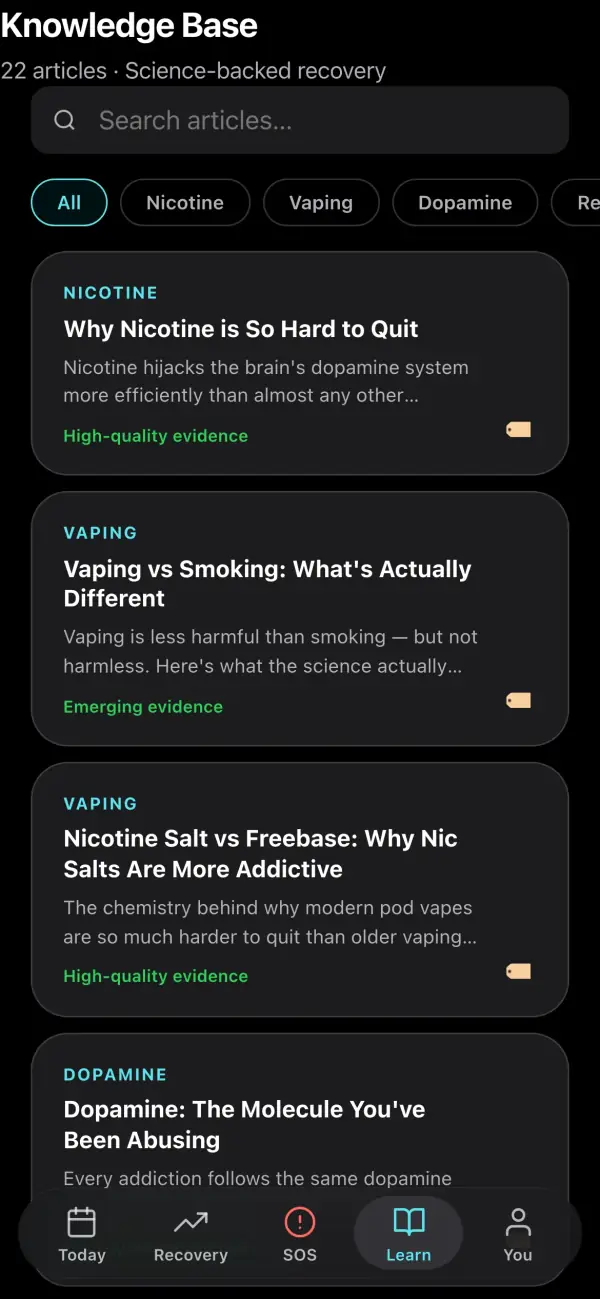 Knowledge Base
22 articles · Science-backed recovery
Search articles...
All
Nicotine
Vaping
Dopamine
Re
NICOTINE
Why Nicotine is So Hard to Quit
Nicotine hijacks the brain's dopamine system
more efficiently than almost any other...
High-quality evidence
VAPING
Vaping vs Smoking: What's Actually
Different
Vaping is less harmful than smoking — but not
harmless. Here's what the science actually...
Emerging evidence
VAPING
Nicotine Salt vs Freebase: Why Nic
Salts Are More Addictive
The chemistry behind why modern pod vapes
are so much harder to quit than older vaping...
High-quality evidence
DOPAMINE
Dopamine: The Molecule You've
Been Abusing
Every addiction follows the same dopamine
Today
Recovery
SOS
Learn
You